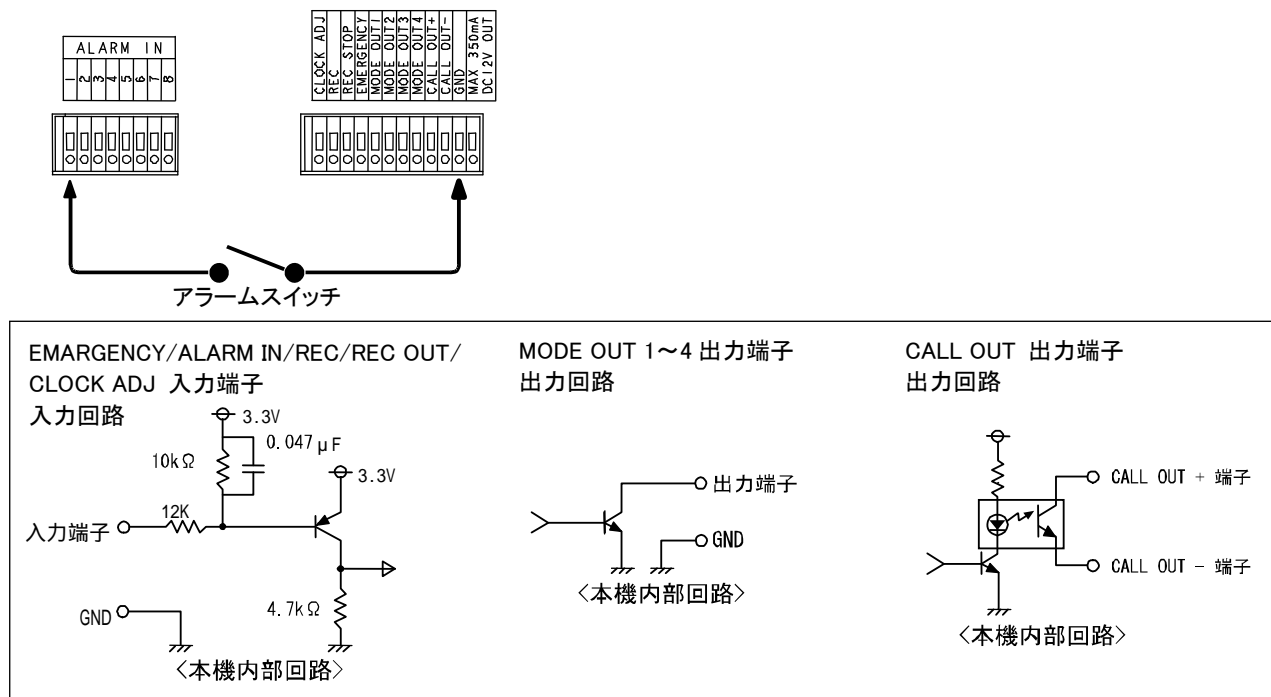 ALARM IN
1
2
3
4
5
6
7
8
CLOCK ADJ
REC
REC STOP
EMERGENCY
MODE OUT1
MODE OUT2
MODE OUT3
MODE OUT4
CALL OUT+
CALL OUT-
GND
MAX 350mA
DC12V OUT
アラームスイッチ
EMARGENCY/ALARM IN/REC/REC OUT/
CLOCK ADJ 入力端子
入力回路
3.3V
0.047μF
10kΩ
3.3V
12K
入力端子
4.7kΩ
GND
〈本機内部回路〉
MODE OUT 1～4 出力端子
出力回路
出力端子
GND
〈本機内部回路〉
CALL OUT 出力端子
出力回路
CALL OUT + 端子
CALL OUT - 端子
〈本機内部回路〉